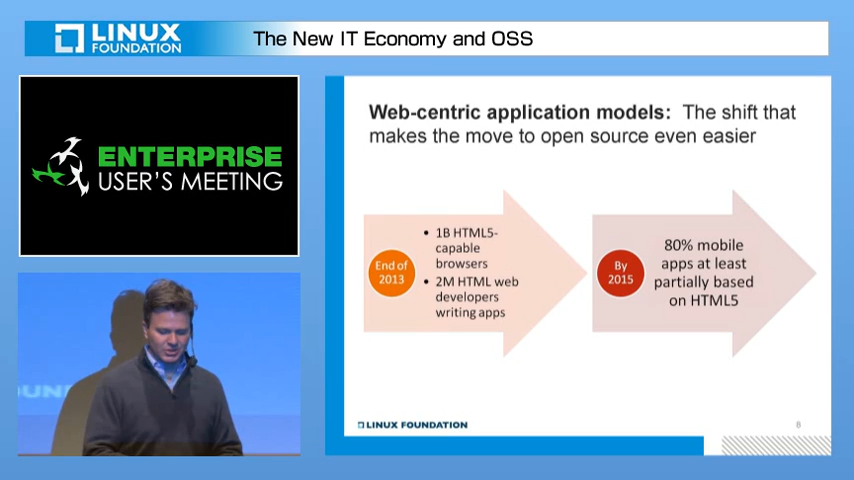 LINUX
FOUNDATION
The New IT Economy and OSS
ENTERPRISE
USER'S MEETING
Web-centric application models: The shift that
makes the move to open source even easier
End of
2013
• 1B HTML5-
capable
browsers
• 2M HTML web
developers
writing apps
By
2015
80% mobile
apps at least
partially based
on HTML5
LINUX FOUNDATION
8
OUN